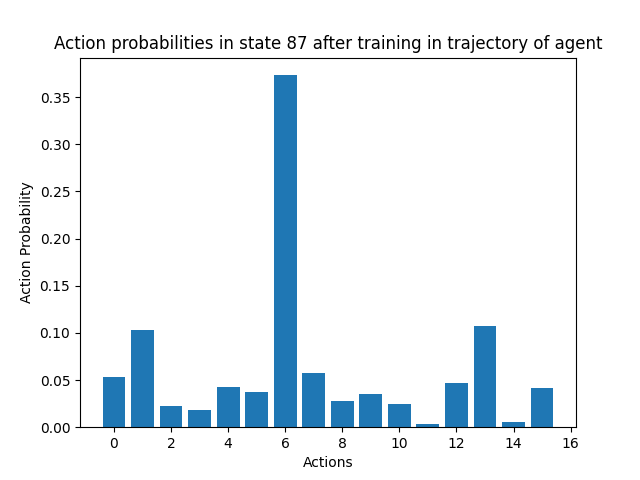 Action probabilities in state 87 after training in trajectory of agent
0.35
0.30
0.25
0.20
0.15
0.10
0.05
0.00
Action Probability
0 2 4 6 8 10 12 14 16
Actions